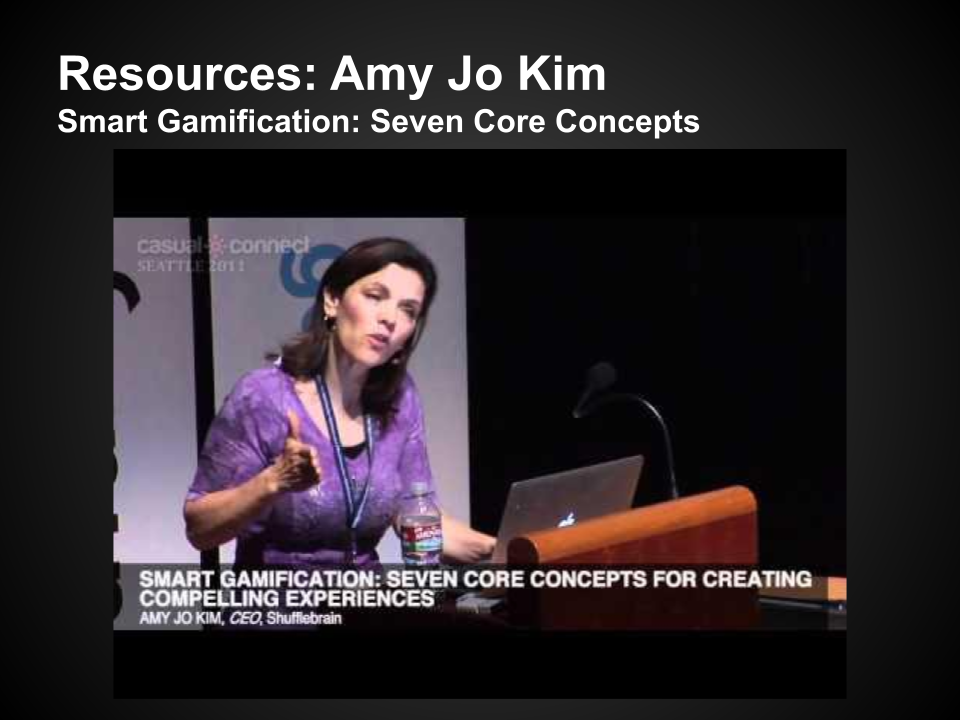 Resources: Amy Jo Kim
Smart Gamification: Seven Core Concepts
casual connect
SEATTLE 2011
SMART GAMIFICATION: SEVEN CORE CONCEPTS FOR CREATING
COMPELLING EXPERIENCES
AMY JO KIM, CEO, Shufflebrain